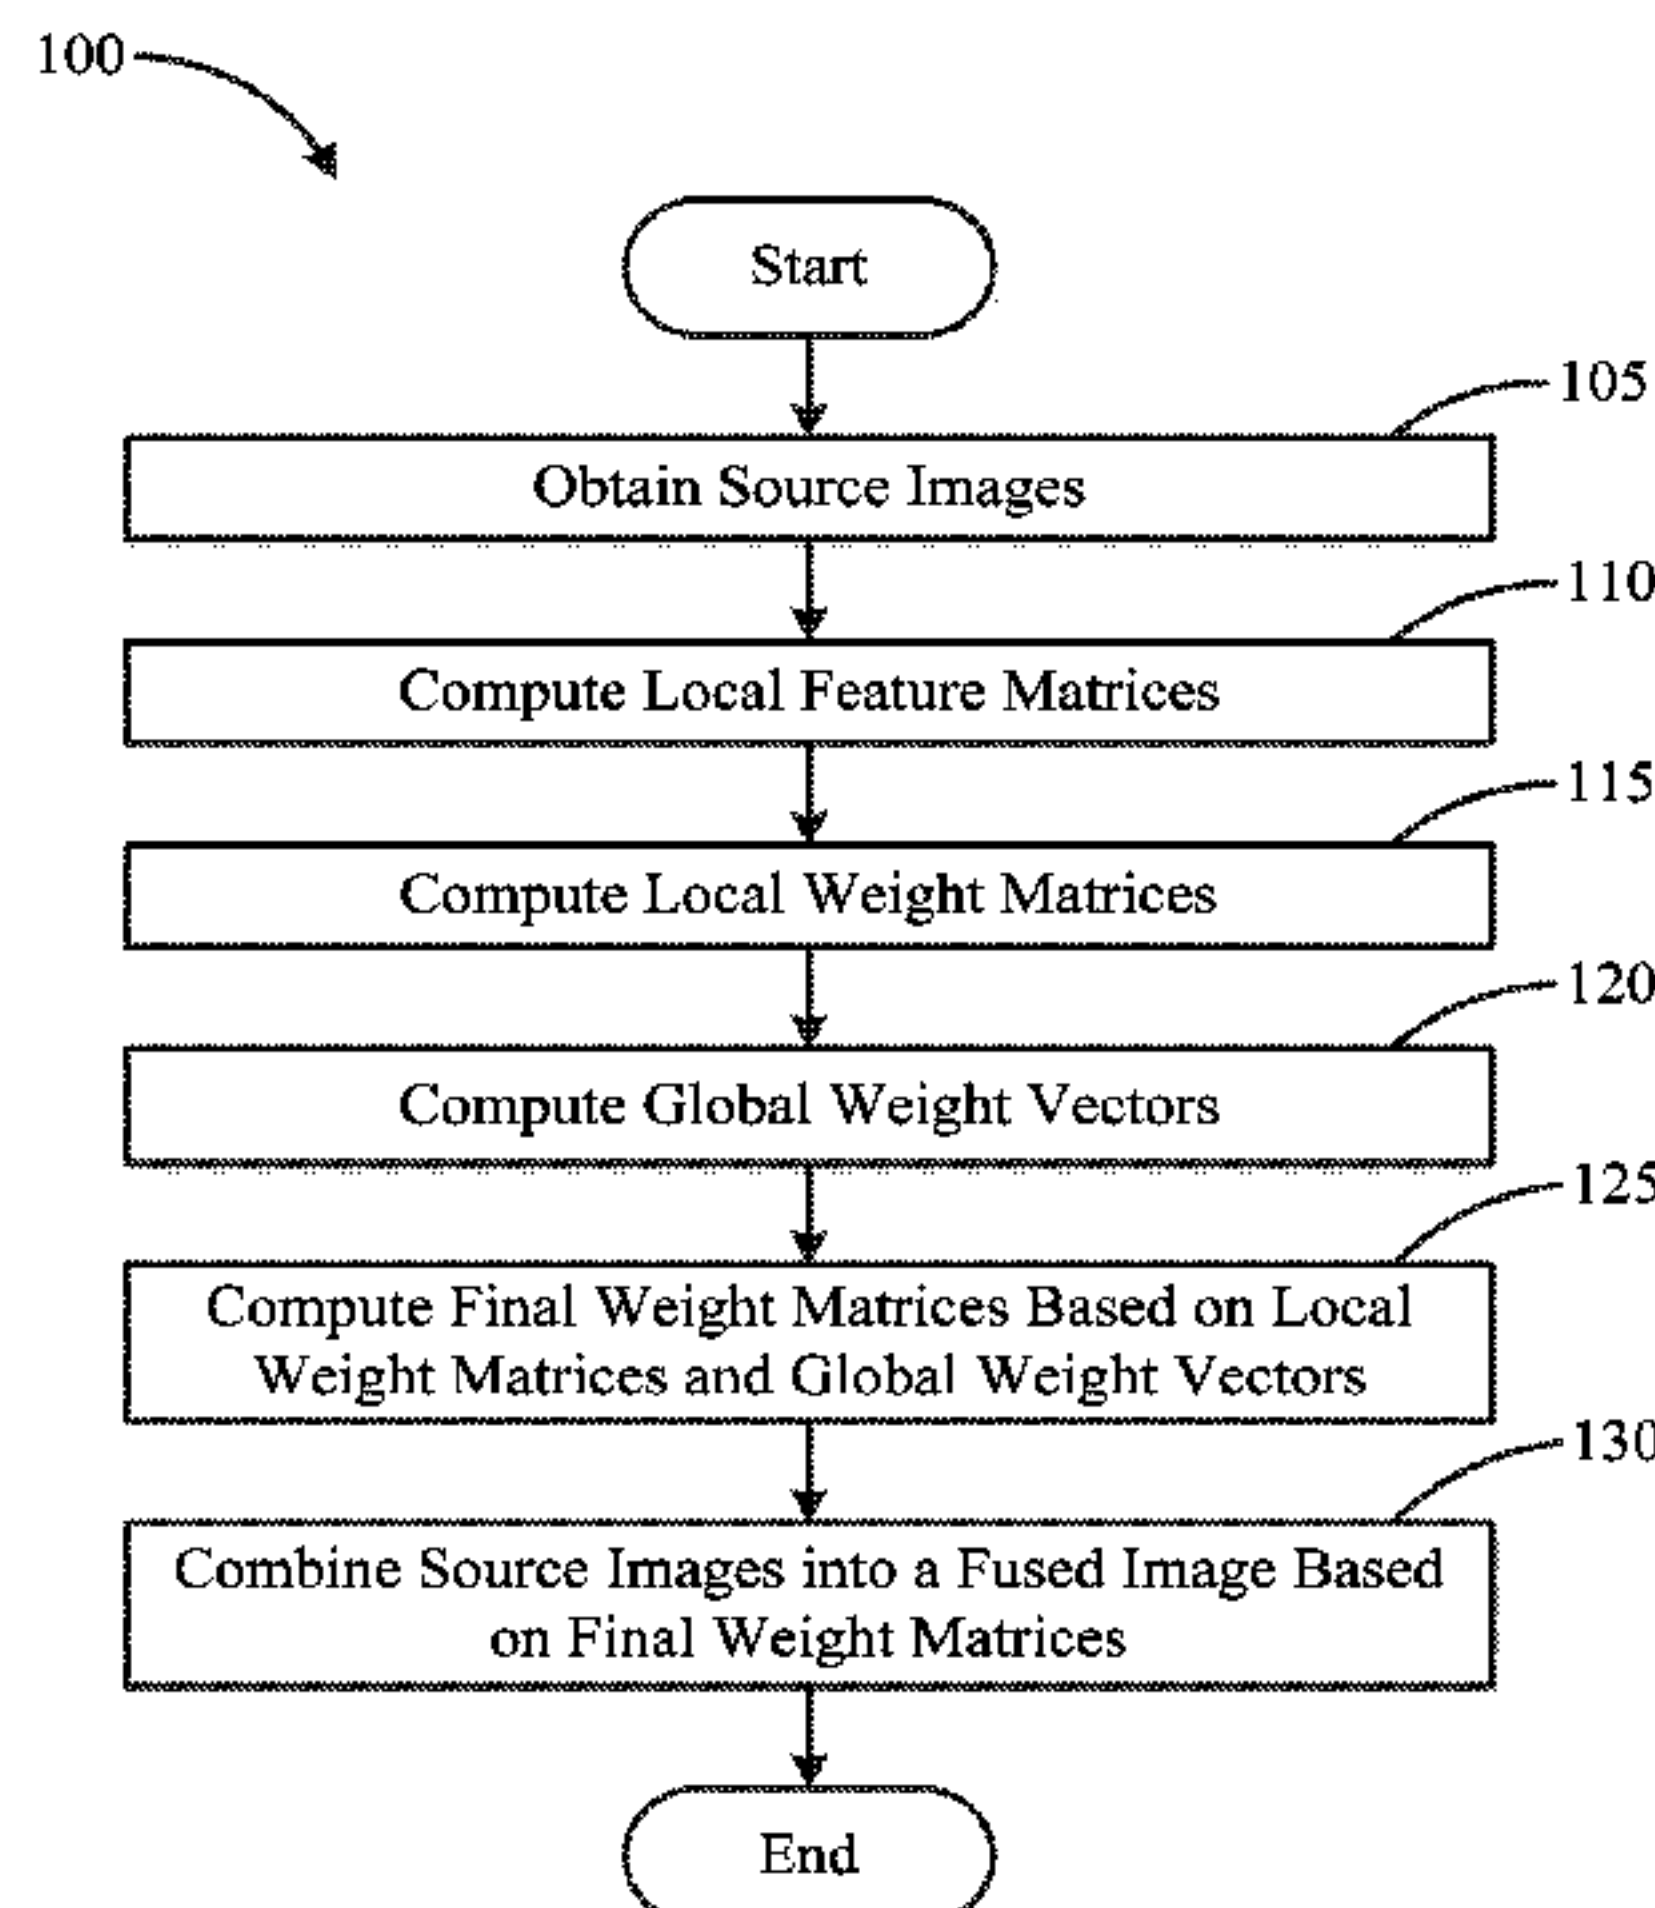 100
Start
105
Obtain Source Images
110
Compute Local Feature Matrices
115
Compute Local Weight Matrices
120
Compute Global Weight Vectors
125
Compute Final Weight Matrices Based on Local
Weight Matrices and Global Weight Vectors
130
Combine Source Images into a Fused Image Based
on Final Weight Matrices
End